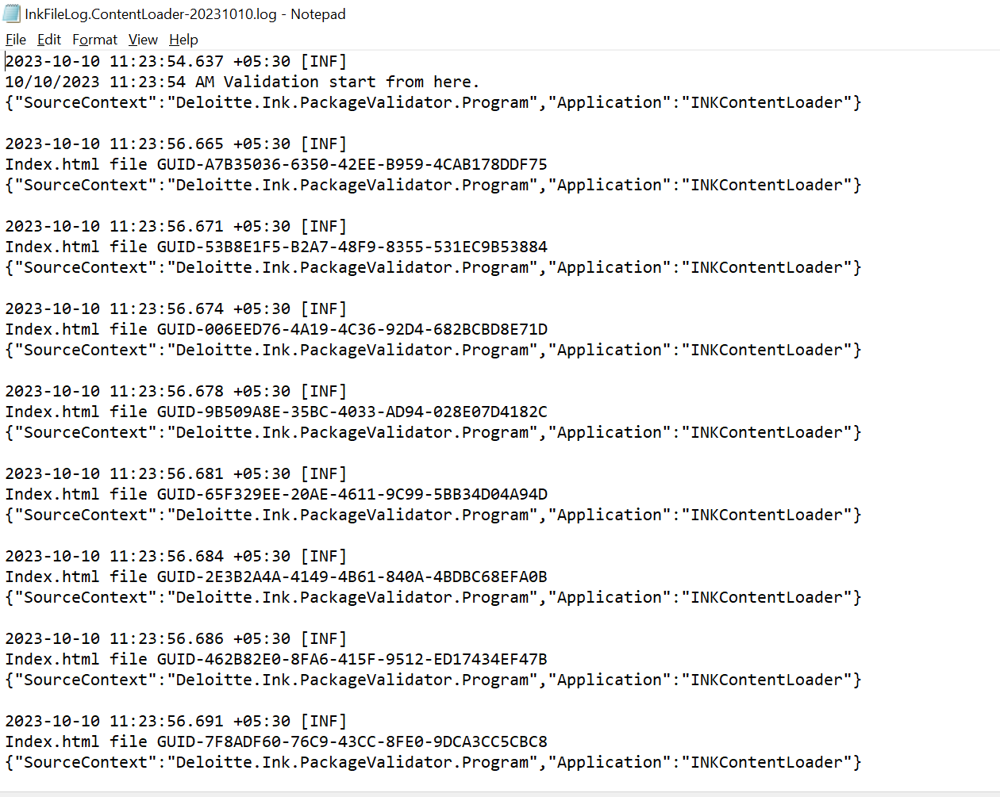 InkFileLog.ContentLoader-20231010.log - Notepad
File Edit Format View Help
2023-10-10 11:23:54.637 +05:30 [INF]
10/10/2023 11:23:54 AM Validation start from here.
{"SourceContext":"Deloitte.Ink.PackageValidator.Program","Application":"INKContentLoader"}
2023-10-10 11:23:56.665 +05:30 [INF]
Index.html file GUID-A7B35036-6350-42EE-B959-4CAB178DDF75
{"SourceContext":"Deloitte.Ink.PackageValidator.Program","Application":"INKContentLoader"}
2023-10-10 11:23:56.671 +05:30 [INF]
Index.html file GUID-53B8E1F5-B2A7-48F9-8355-531EC9B53884
{"SourceContext":"Deloitte.Ink.PackageValidator.Program","Application":"INKContentLoader"}
2023-10-10 11:23:56.674 +05:30 [INF]
Index.html file GUID-006EED76-4A19-4C36-92D4-682BCBD8E71D
{"SourceContext":"Deloitte.Ink.PackageValidator.Program","Application":"INKContentLoader"}
2023-10-10 11:23:56.678 +05:30 [INF]
Index.html file GUID-9B509A8E-35BC-4033-AD94-028E07D4182C
{"SourceContext":"Deloitte.Ink.PackageValidator.Program","Application":"INKContentLoader"}
2023-10-10 11:23:56.681 +05:30 [INF]
Index.html file GUID-65F329EE-20AE-4611-9C99-5BB34D04A94D
{"SourceContext":"Deloitte.Ink.PackageValidator.Program","Application":"INKContentLoader"}
2023-10-10 11:23:56.684 +05:30 [INF]
Index.html file GUID-2E3B2A4A-4149-4B61-840A-4BDBC68EFA0B
{"SourceContext":"Deloitte.Ink.PackageValidator.Program","Application":"INKContentLoader"}
2023-10-10 11:23:56.686 +05:30 [INF]
Index.html file GUID-462B82E0-8FA6-415F-9512-ED17434EF47B
{"SourceContext":"Deloitte.Ink.PackageValidator.Program","Application":"INKContentLoader"}
2023-10-10 11:23:56.691 +05:30 [INF]
Index.html file GUID-7F8ADF60-76C9-43CC-8FE0-9DCA3CC5CBC8
{"SourceContext":"Deloitte.Ink.PackageValidator.Program","Application":"INKContentLoader"}